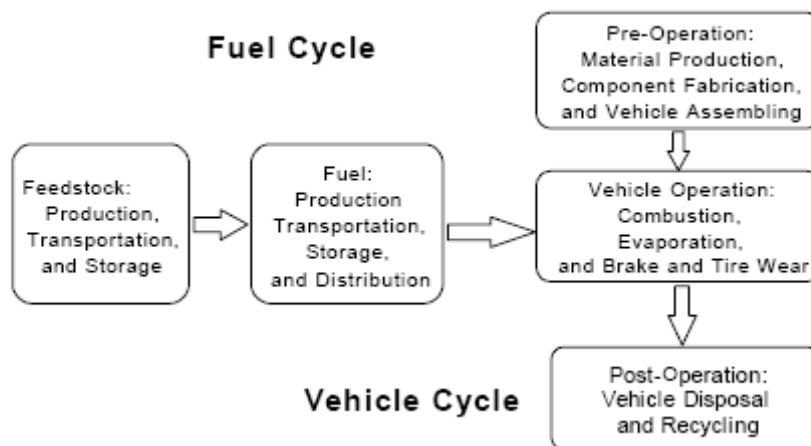 Fuel Cycle
Pre-Operation:
Material Production,
Component Fabrication,
and Vehicle Assembling
Feedstock:
Production,
Transportation,
and Storage
Fuel:
Production
Transportation,
Storage,
and Distribution
Vehicle Operation:
Combustion,
Evaporation,
and Brake and Tire Wear
Vehicle Cycle
Post-Operation:
Vehicle Disposal
and Recycling